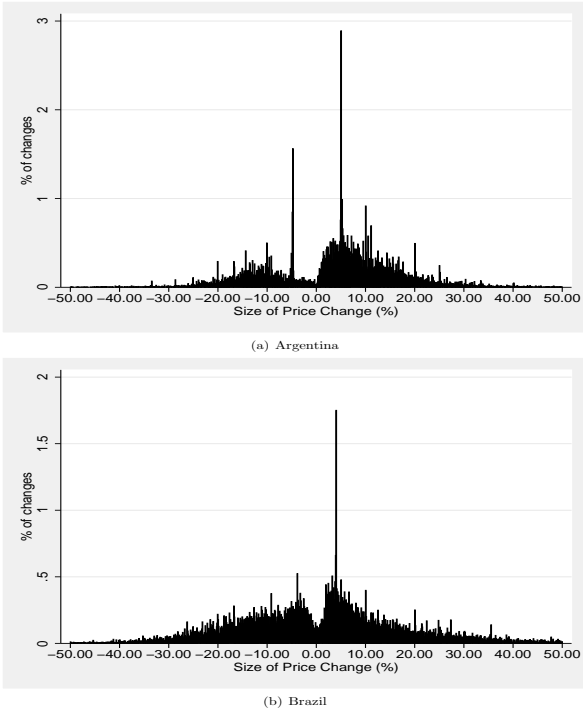 3
2
1
0
% of changes
−50.00 −40.00 −30.00 −20.00 −10.00 0.00 10.00 20.00 30.00 40.00 50.00
Size of Price Change (%)
(a) Argentina
2
1.5
1
.5
0
% of changes
−50.00 −40.00 −30.00 −20.00 −10.00 0.00 10.00 20.00 30.00 40.00 50.00
Size of Price Change (%)
(b) Brazil